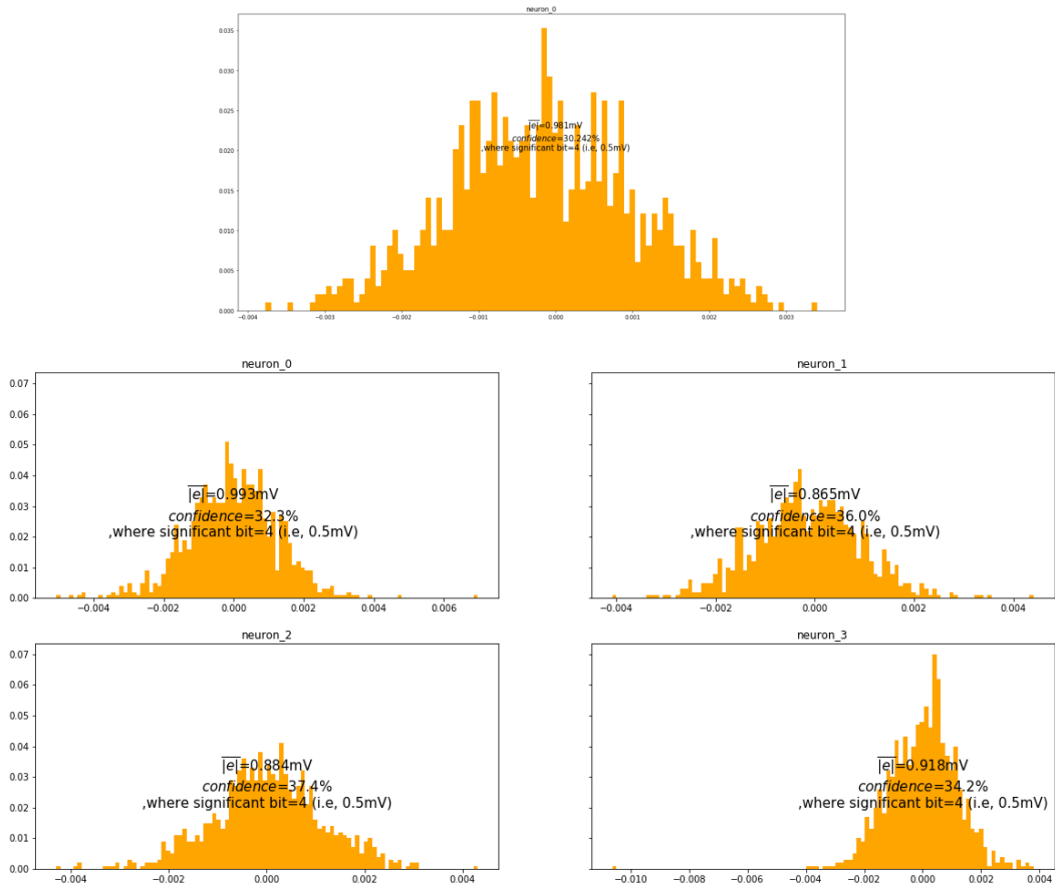 neuron_0
0.035
0.030
0.025
0.020
0.015
0.010
0.005
0.000
|e|=0.981mV
confidence=30.242%
,where significant bit=4 (i.e, 0.5mV)
−0.004 −0.003 −0.002 −0.001 0.000 0.001 0.002 0.003
neuron_0
0.07
0.06
0.05
0.04
0.03
0.02
0.01
0.00
|e|=0.993mV
confidence=32.3%
,where significant bit=4 (i.e, 0.5mV)
−0.004 −0.002 0.000 0.002 0.004 0.006
neuron_1
|e|=0.865mV
confidence=36.0%
,where significant bit=4 (i.e, 0.5mV)
−0.004 −0.002 0.000 0.002 0.004
neuron_2
0.07
0.06
0.05
0.04
0.03
0.02
0.01
0.00
|e|=0.884mV
confidence=37.4%
,where significant bit=4 (i.e, 0.5mV)
−0.004 −0.002 0.000 0.002 0.004
neuron_3
|e|=0.918mV
confidence=34.2%
,where significant bit=4 (i.e, 0.5mV)
−0.010 −0.008 −0.006 −0.004 −0.002 0.000 0.002 0.004